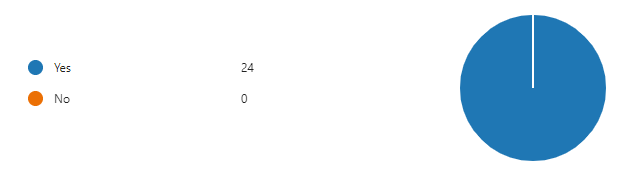 Yes 24
No 0